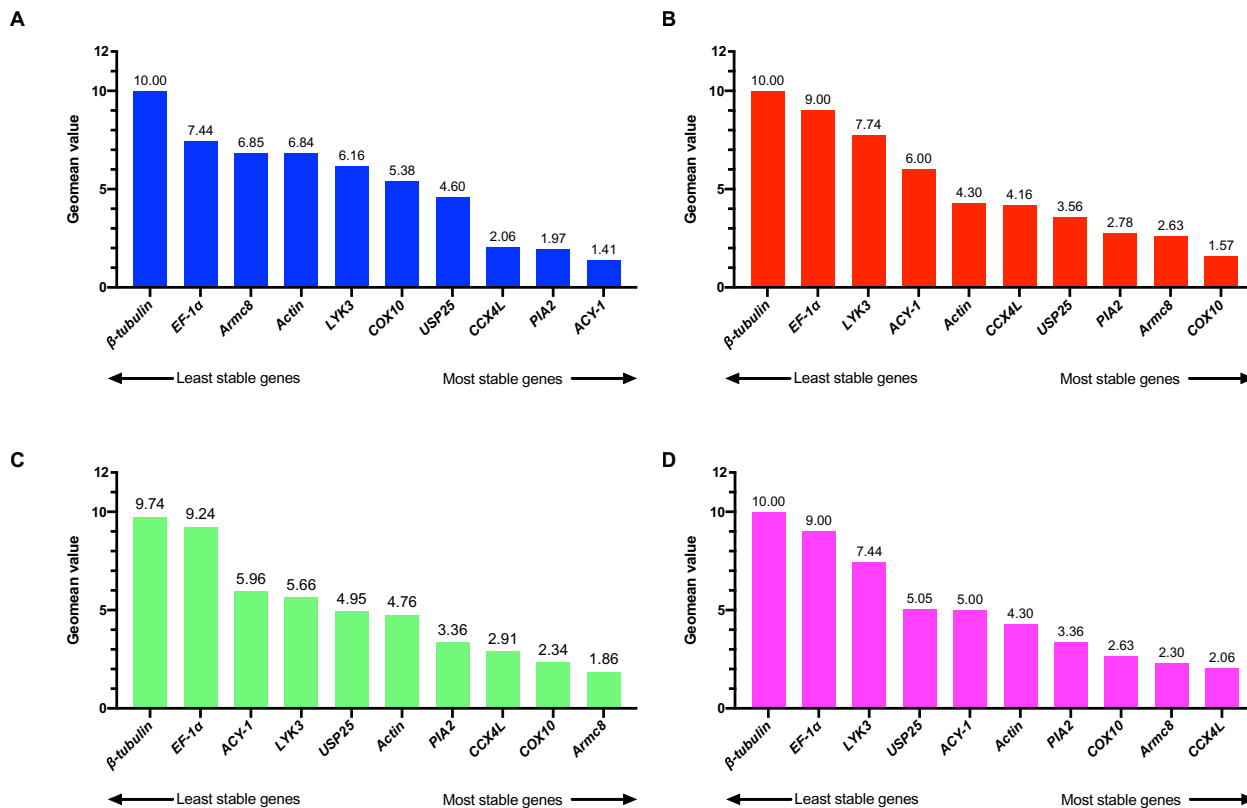 A
Geomean value
12
10
5
0
10.00
7.44
6.85
6.84
6.16
5.38
4.60
2.06
1.97
1.41
β-tubulin
EF-1α
Armc8
Actin
LYK3
COX10
USP25
CCX4L
PIA2
ACY-1
Least stable genes
Most stable genes
B
Geomean value
12
10
5
0
10.00
9.00
7.74
6.00
4.30
4.16
3.56
2.78
2.63
1.57
β-tubulin
EF-1α
LYK3
ACY-1
Actin
CCX4L
USP25
PIA2
Armc8
COX10
Least stable genes
Most stable genes
C
Geomean value
12
10
5
0
9.74
9.24
5.96
5.66
4.95
4.76
3.36
2.91
2.34
1.86
β-tubulin
EF-1α
ACY-1
LYK3
USP25
Actin
PIA2
CCX4L
COX10
Armc8
Least stable genes
Most stable genes
D
Geomean value
12
10
5
0
10.00
9.00
7.44
5.05
5.00
4.30
3.36
2.63
2.30
2.06
β-tubulin
EF-1α
LYK3
USP25
ACY-1
Actin
PIA2
COX10
Armc8
CCX4L
Least stable genes
Most stable genes